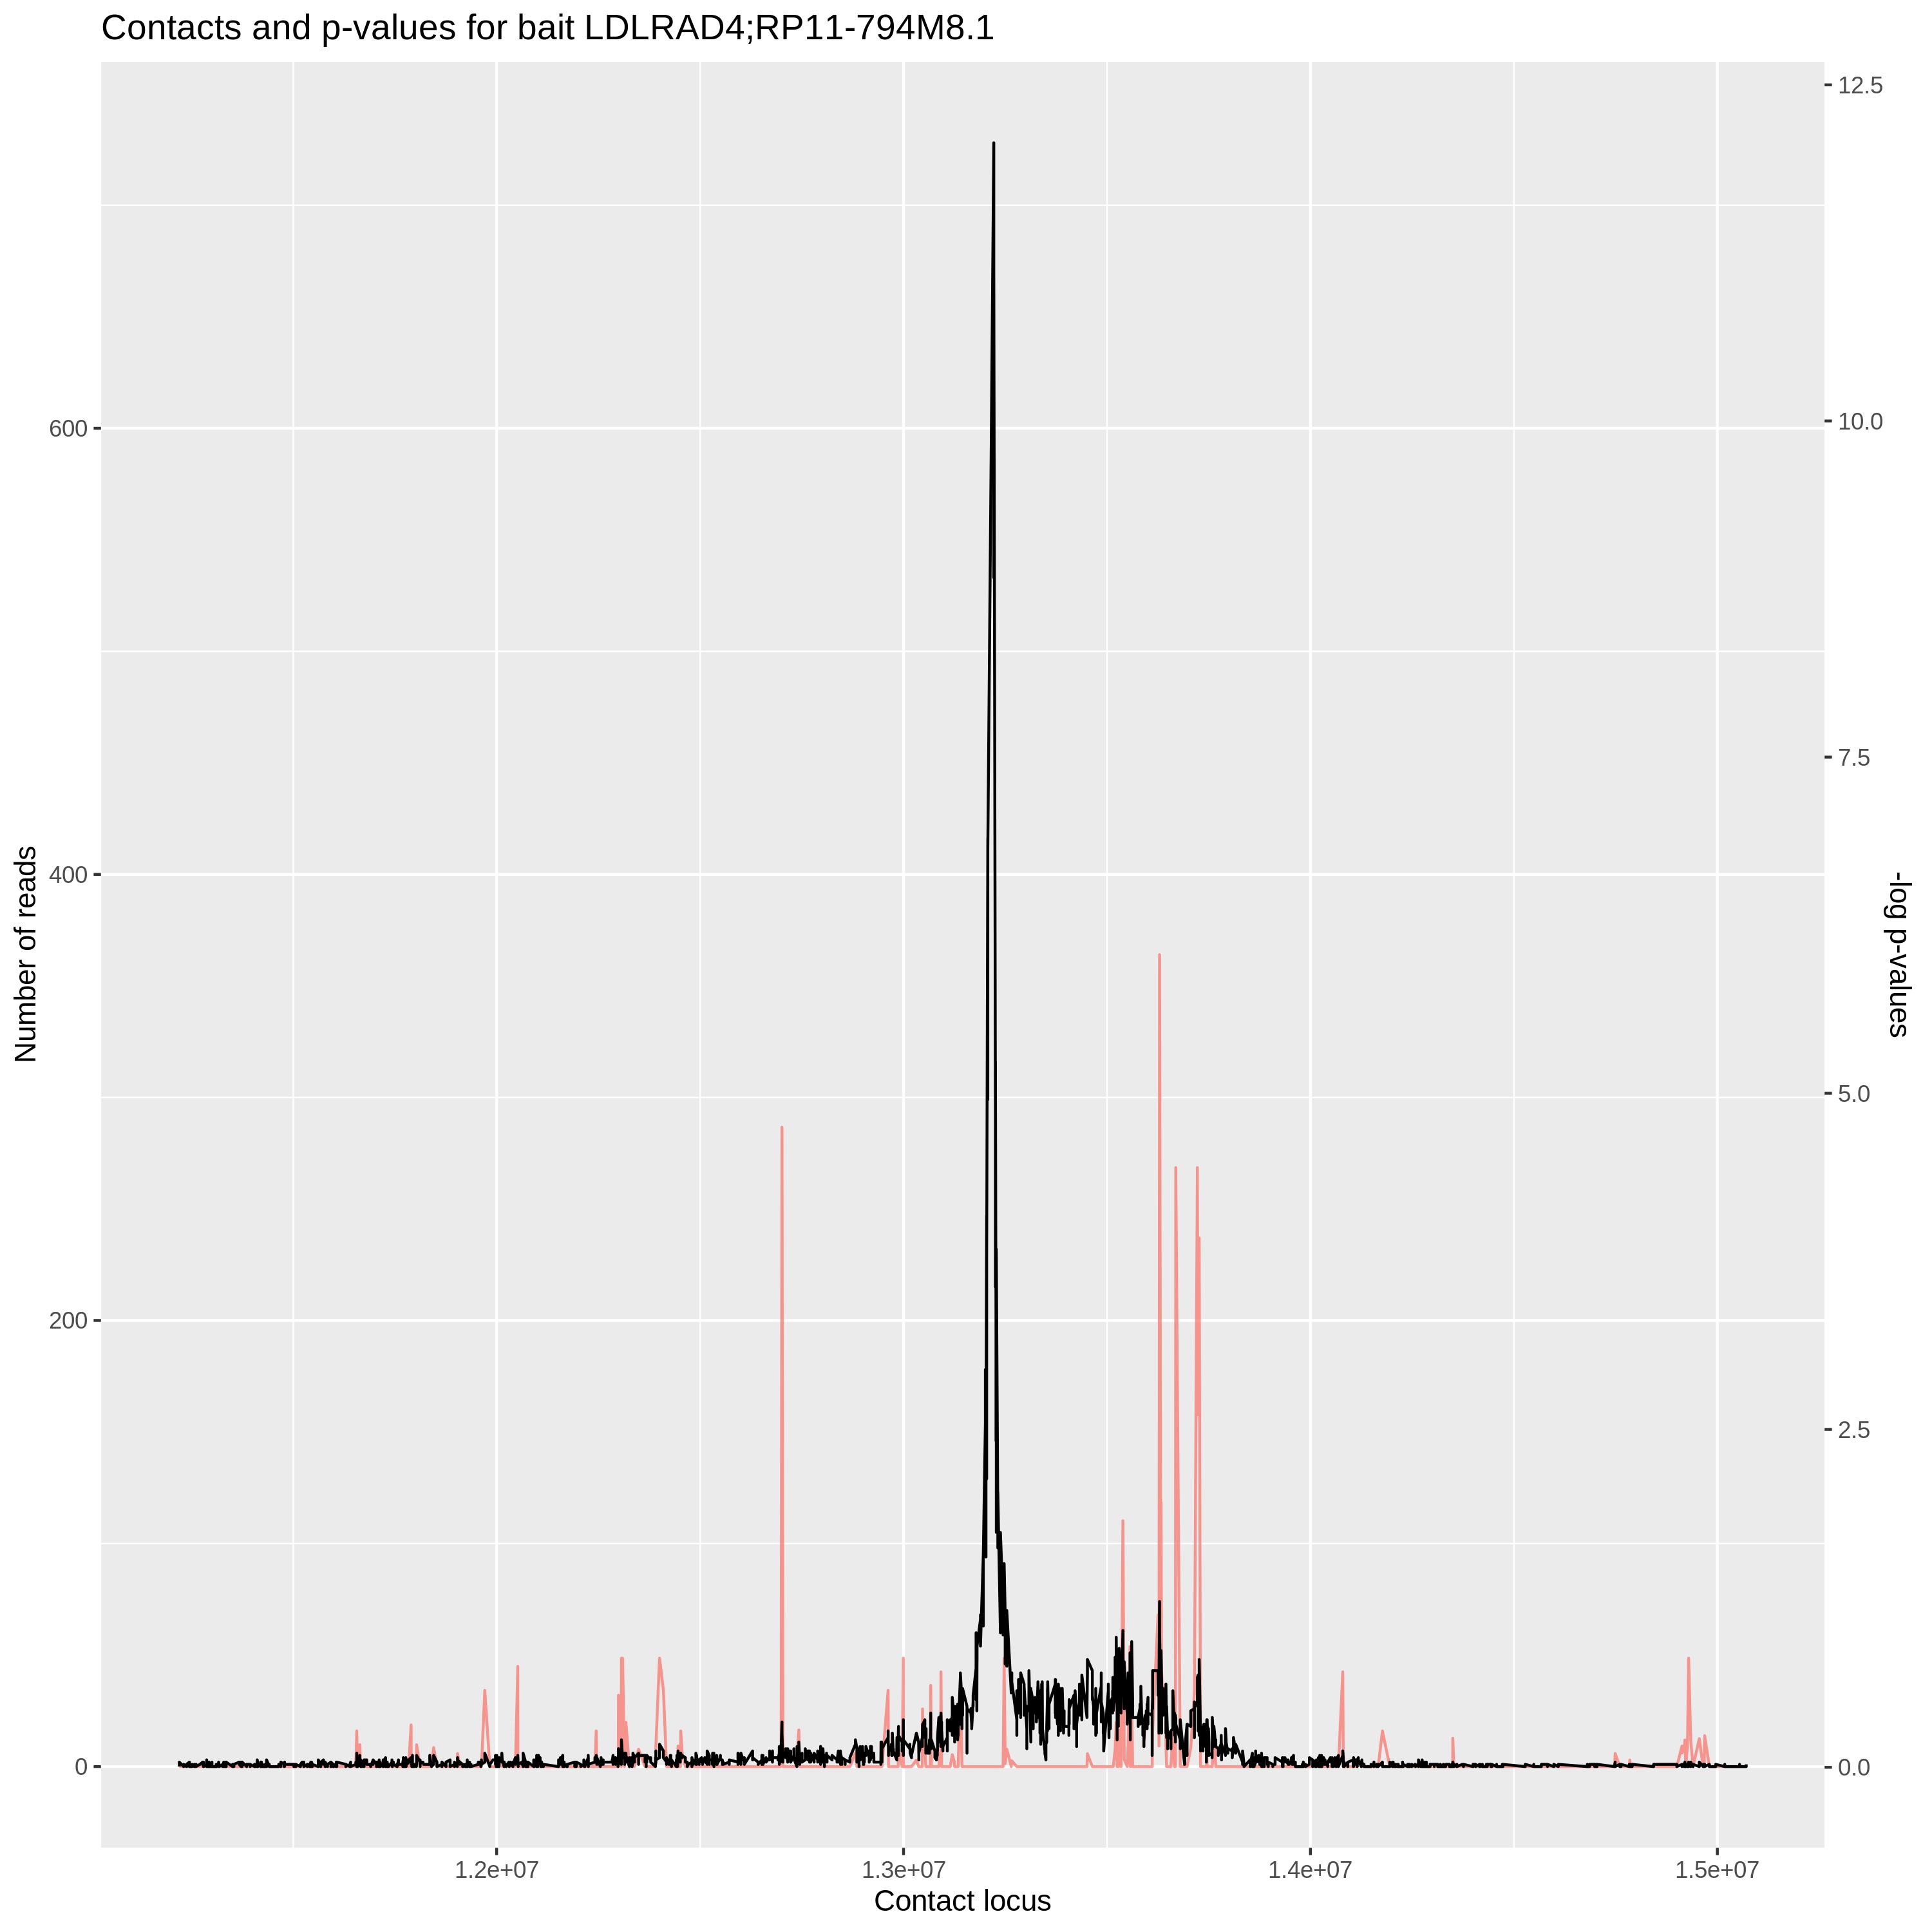 Contacts and p-values for bait LDLRAD4;RP11-794M8.1
12.5
600
10.0
7.5
400
Number of reads
-log p-values
5.0
200
2.5
0
0.0
1.2e+07
1.3e+07
1.4e+07
1.5e+07
Contact locus